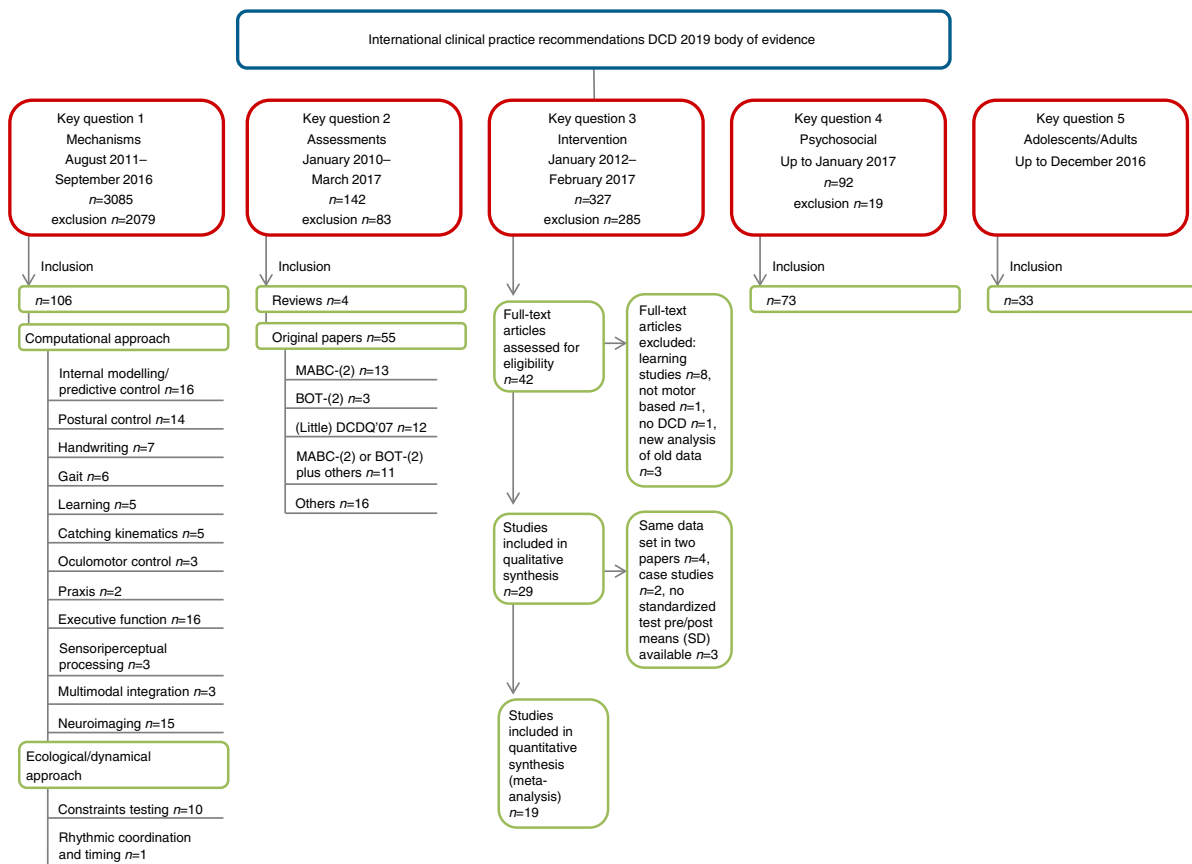 International clinical practice recommendations DCD 2019 body of evidence
Key question 1
Mechanisms
August 2011–
September 2016
n=3085
exclusion n=2079
Key question 2
Assessments
January 2010–
March 2017
n=142
exclusion n=83
Key question 3
Intervention
January 2012–
February 2017
n=327
exclusion n=285
Key question 4
Psychosocial
Up to January 2017
n=92
exclusion n=19
Key question 5
Adolescents/Adults
Up to December 2016
Inclusion
n=106
Computational approach
Internal modelling/
predictive control n=16
Postural control n=14
Handwriting n=7
Gait n=6
Learning n=5
Catching kinematics n=5
Oculomotor control n=3
Praxis n=2
Executive function n=16
Sensoriperceptual
processing n=3
Multimodal integration n=3
Neuroimaging n=15
Ecological/dynamical
approach
Constraints testing n=10
Rhythmic coordination
and timing n=1
Inclusion
Reviews n=4
Original papers n=55
MABC-(2) n=13
BOT-(2) n=3
(Little) DCDQ'07 n=12
MABC-(2) or BOT-(2)
plus others n=11
Others n=16
Full-text
articles
assessed for
eligibility
n=42
Full-text
articles
excluded:
learning
studies n=8,
not motor
based n=1,
no DCD n=1,
new analysis
of old data
n=3
Studies
included in
qualitative
synthesis
n=29
Same data
set in two
papers n=4,
case studies
n=2, no
standardized
test pre/post
means (SD)
available n=3
Studies
included in
quantitative
synthesis
(meta-
analysis)
n=19
Inclusion
n=73
Inclusion
n=33